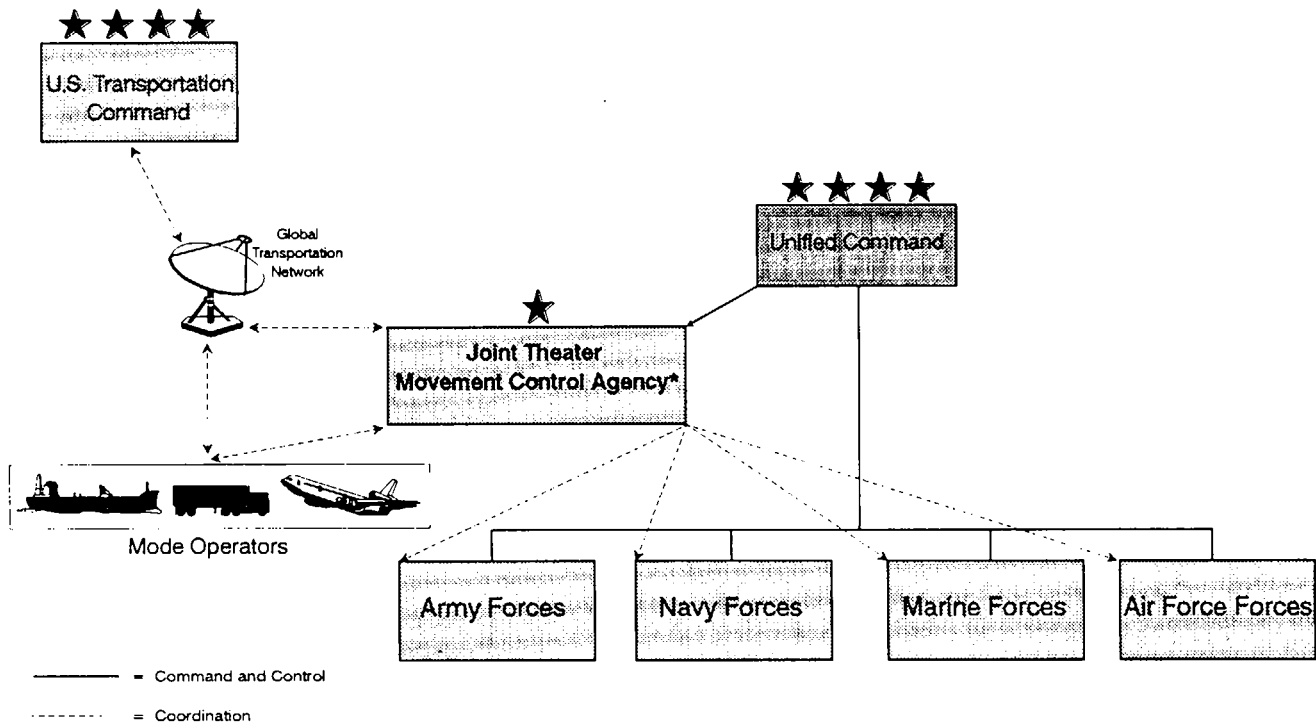 U.S. Transportation
Command
Global
Transportation
Network
Unified Command
Joint Theater
Movement Control Agency*
Mode Operators
Army Forces
Navy Forces
Marine Forces
Air Force Forces
= Command and Control
= Coordination